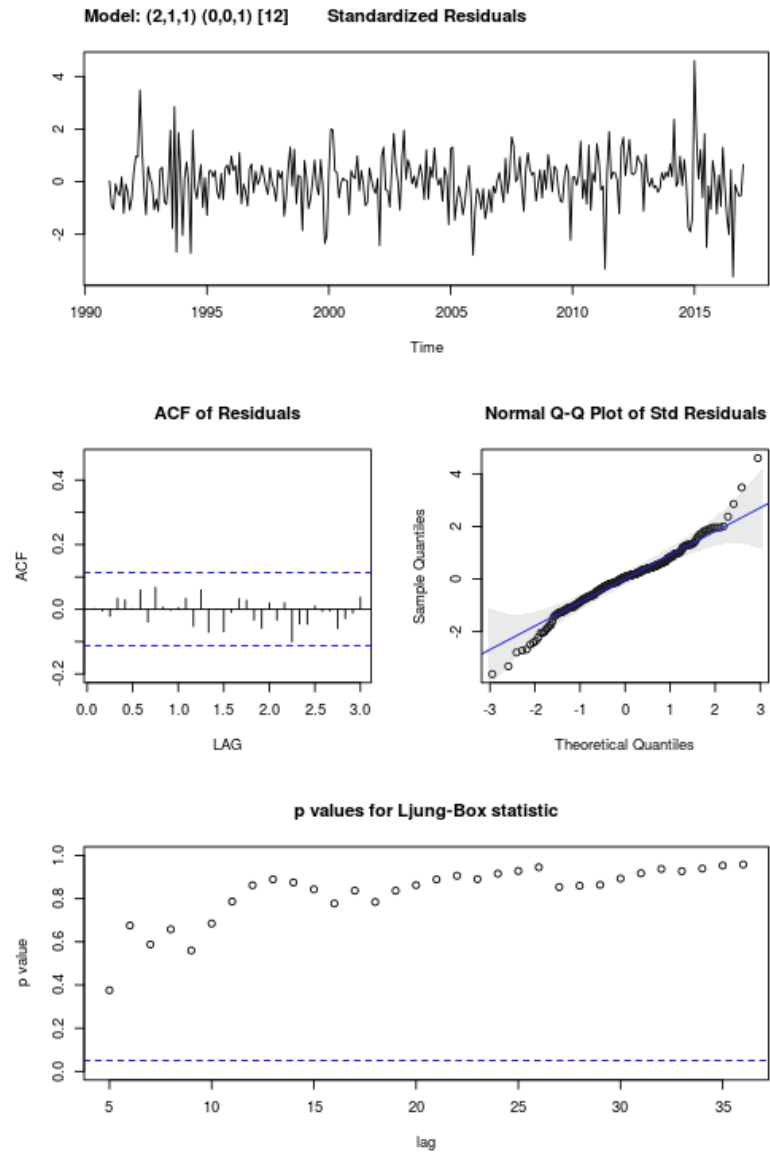 Model: (2,1,1) (0,0,1) [12] Standardized Residuals
4
2
0
-2
1990 1995 2000 2005 2010 2015
Time
ACF of Residuals
ACF
0.4
0.2
0.0
-0.2
0.0 0.5 1.0 1.5 2.0 2.5 3.0
LAG
Normal Q-Q Plot of Std Residuals
Sample Quantiles
4
2
0
-2
-3 -2 -1 0 1 2 3
Theoretical Quantiles
p values for Ljung-Box statistic
p value
1.0
0.8
0.6
0.4
0.2
0.0
5 10 15 20 25 30 35
lag